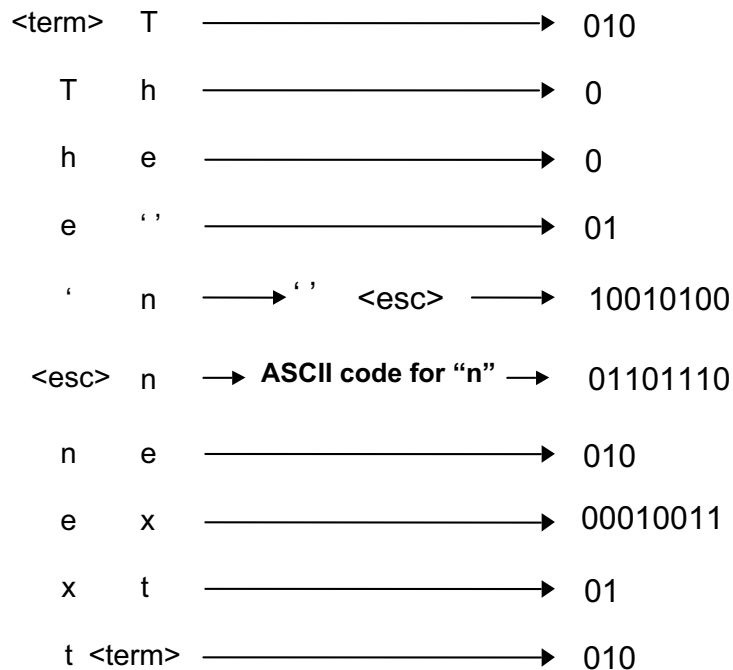 <term> T 010
T h 0
h e 0
e ‘ ’ 01
‘ n ‘ ’ <esc> 10010100
<esc> n ASCII code for “n” 01101110
n e 010
e x 00010011
x t 01
t <term> 010